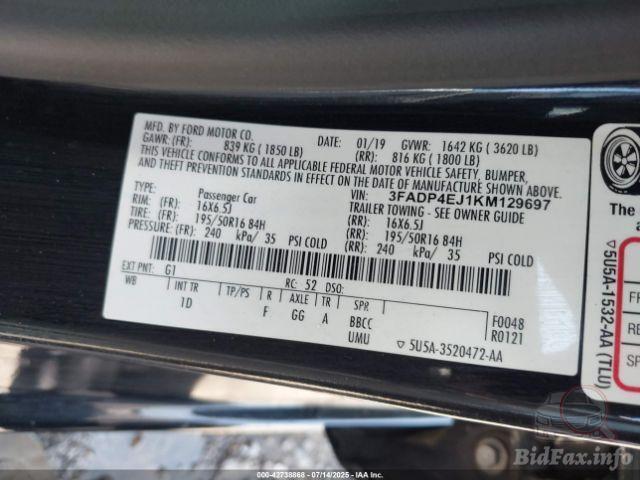 MFD. BY FORD MOTOR CO.
DATE: 01/19 GVWR: 1642 KG ( 3620 LB)
GAWR: (FR): 839 KG ( 1850 LB) (RR): 816 KG ( 1800 LB)
THIS VEHICLE CONFORMS TO ALL APPLICABLE FEDERAL MOTOR VEHICLE SAFETY, BUMPER,
AND THEFT PREVENTION STANDARDS IN EFFECT ON THE DATE OF MANUFACTURE SHOWN ABOVE.
VIN: 3FADP4EJ1KM129697
TYPE: Passenger Car TRAILER TOWING - SEE OWNER GUIDE
RIM: (FR): 16X6.5J (RR): 16X6.5J
TIRE: (FR): 195/50R16 84H (RR): 195/50R16 84H
PRESSURE: (FR): 240 kPa/ 35 PSI COLD (RR): 240 kPa/ 35 PSI COLD
EXT PNT: G1 RC: 52 DSO:
WB INT TR TP/PS R AXLE TR SPR
1D F GG A BBCC F0048
UMU R0121
▽ 5U5A-3520472-AA
The
a
▽ 5U5A-1532-AA (TLU)
FR
RE
SP
BidFax.info
000-42738868 - 07/14/2025 - IAA Inc.